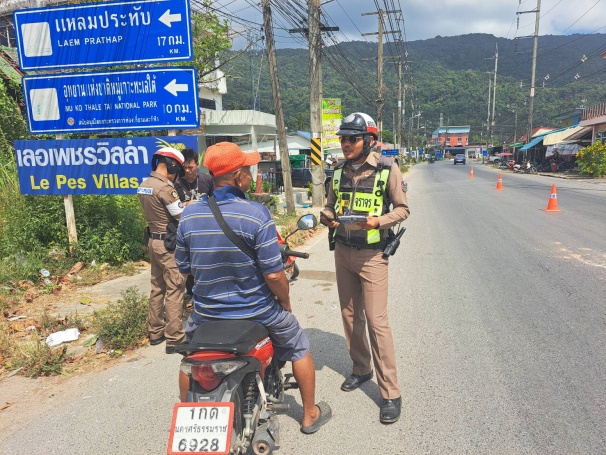 แหลมประทับ
LAEM PRATHAP
17 กม.
KM.
อุทยานแห่งชาติหมู่เกาะทะเลใต้
MU KO THALE TAI NATIONAL PARK
10 กม.
KM.
เลอเพชรวิลล่า
Le Pes Villas
จราจร
1กด
นครศรีธรรมราช
6928